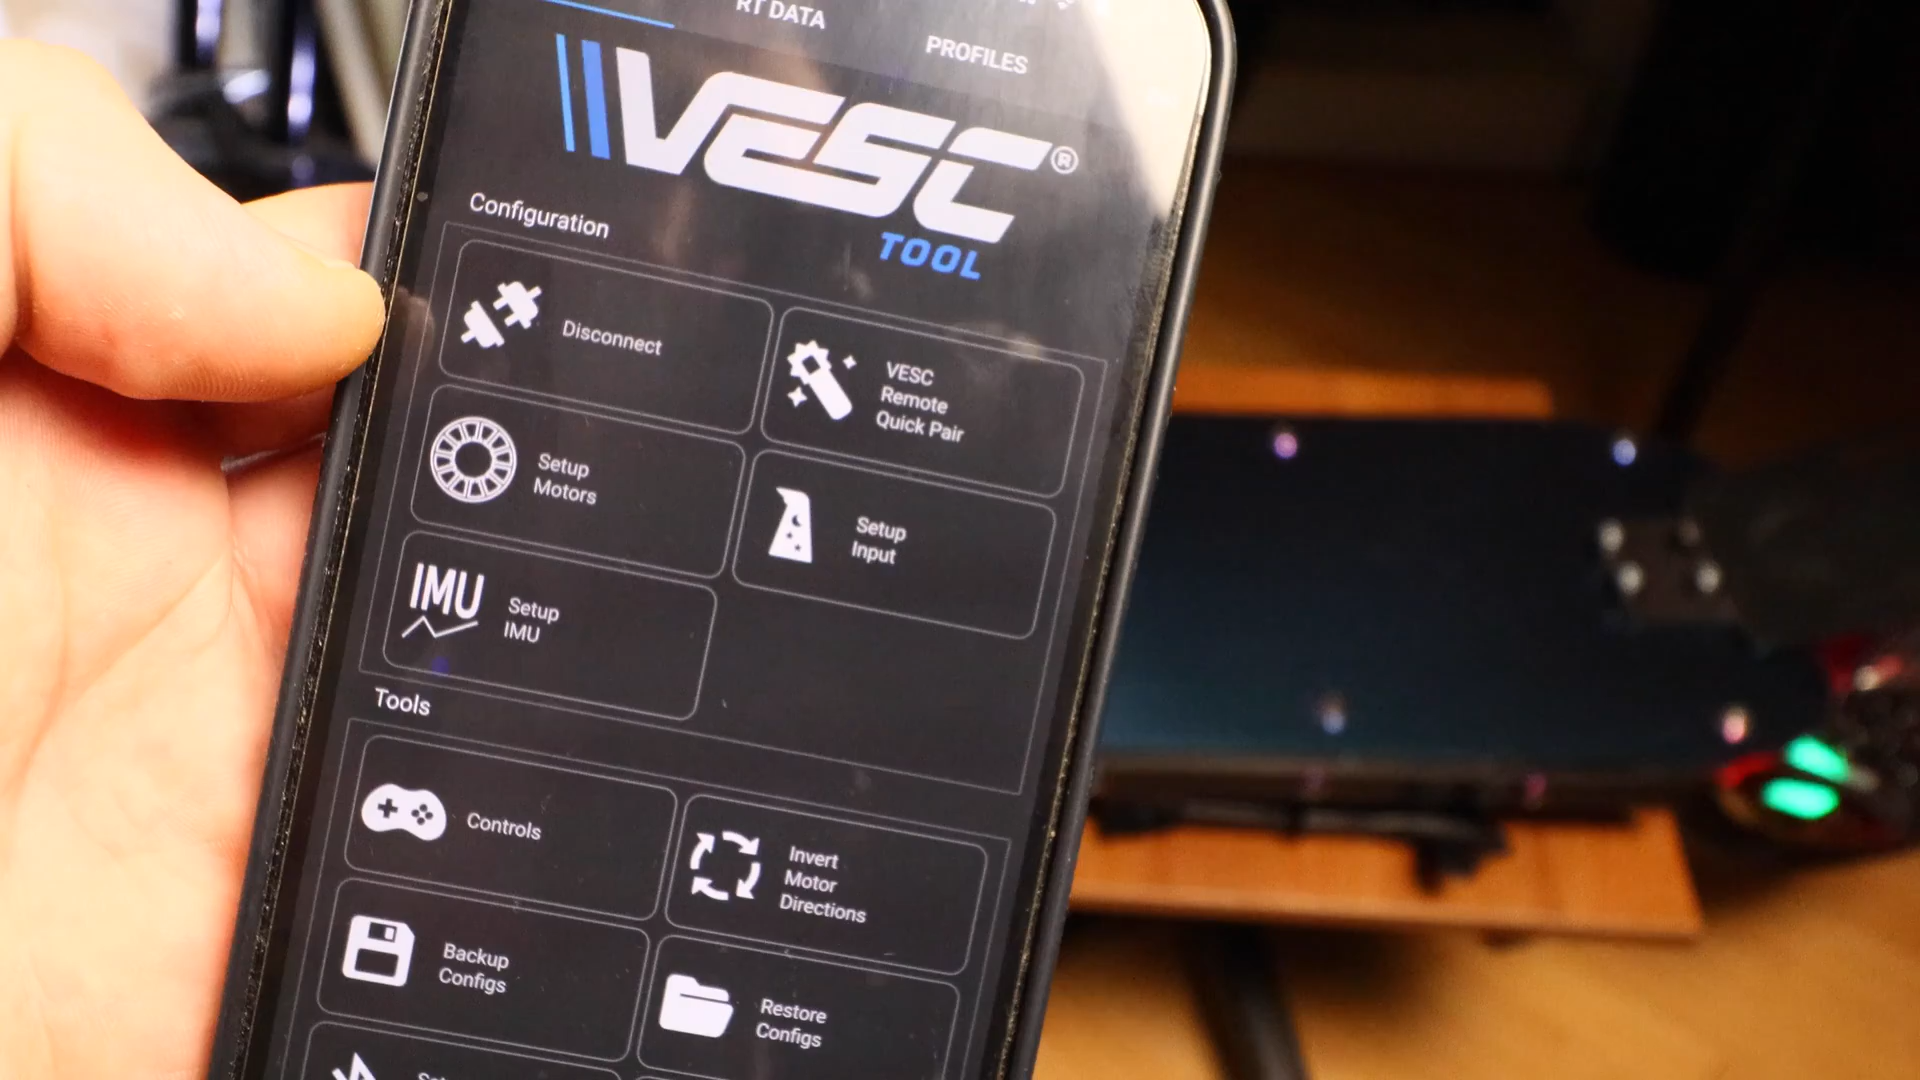 RT DATA
PROFILES
VESC®
TOOL
Configuration
Disconnect
VESC
Remote
Quick Pair
Setup
Motors
Setup
Input
IMU
Setup
IMU
Tools
Controls
Invert
Motor
Directions
Backup
Configs
Restore
Configs